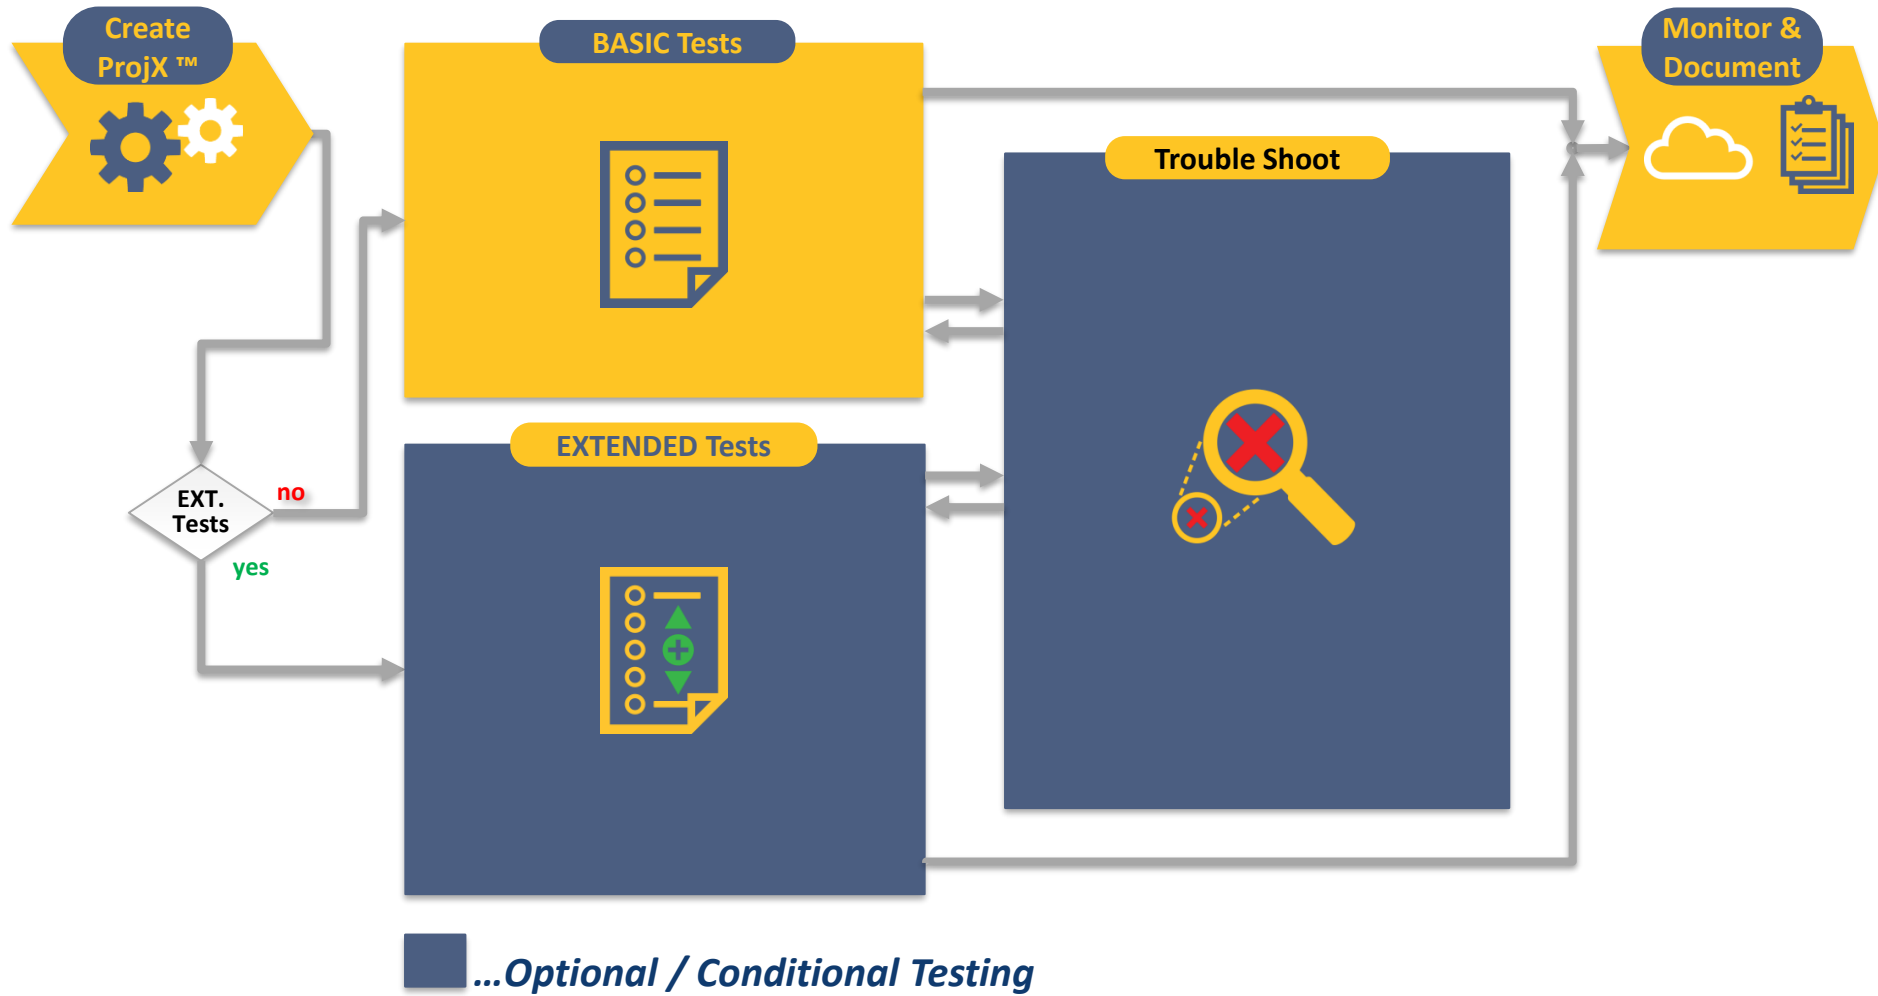 Create
ProjX ™
BASIC Tests
Monitor &
Document
Trouble Shoot
EXTENDED Tests
EXT.
Tests
no
yes
...Optional / Conditional Testing